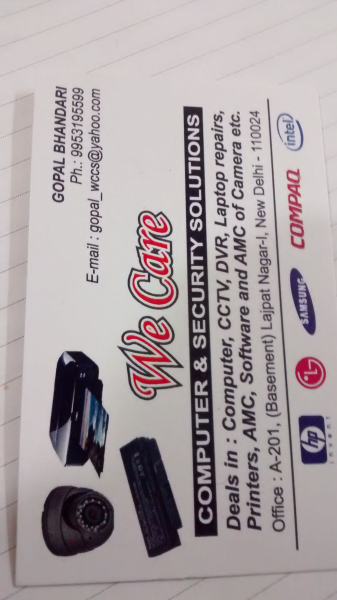 GOPAL BHANDARI
Ph.: 9953195599
E-mail : gopal_wccs@yahoo.com
We Care
COMPUTER & SECURITY SOLUTIONS
Deals in : Computer, CCTV, DVR, Laptop repairs,
Printers, AMC, Software and AMC of Camera etc.
Office : A-201, (Basement) Lajpat Nagar-I, New Delhi - 110024
hp
invent
LG
SAMSUNG
COMPAQ
intel